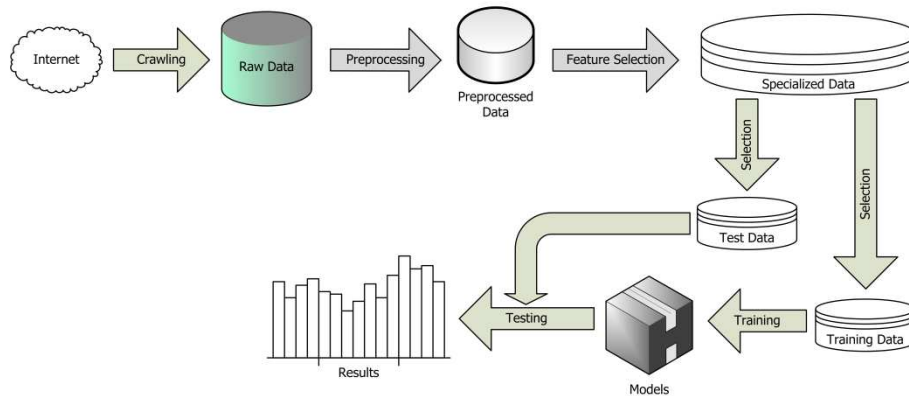 Internet
Crawling
Raw Data
Preprocessing
Preprocessed
Data
Feature Selection
Specialized Data
Selection
Selection
Test Data
Training Data
Training
Models
Testing
Results